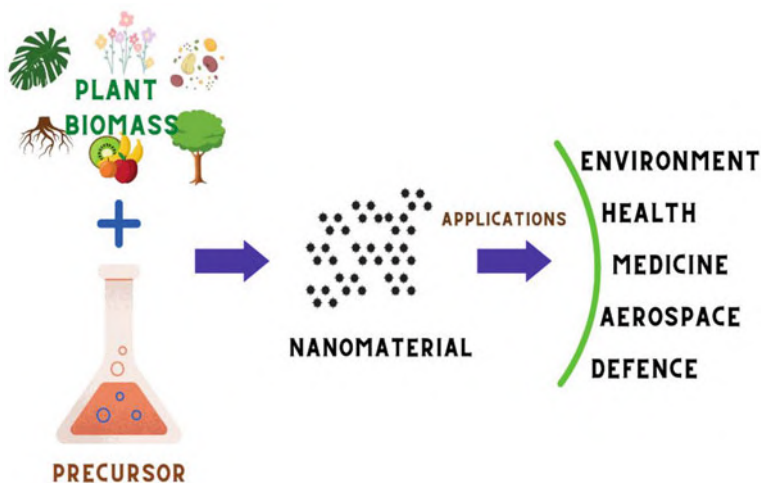 PLANT
BIOMASS
PRECURSOR
NANOMATERIAL
APPLICATIONS
ENVIRONMENT
HEALTH
MEDICINE
AEROSPACE
DEFENCE